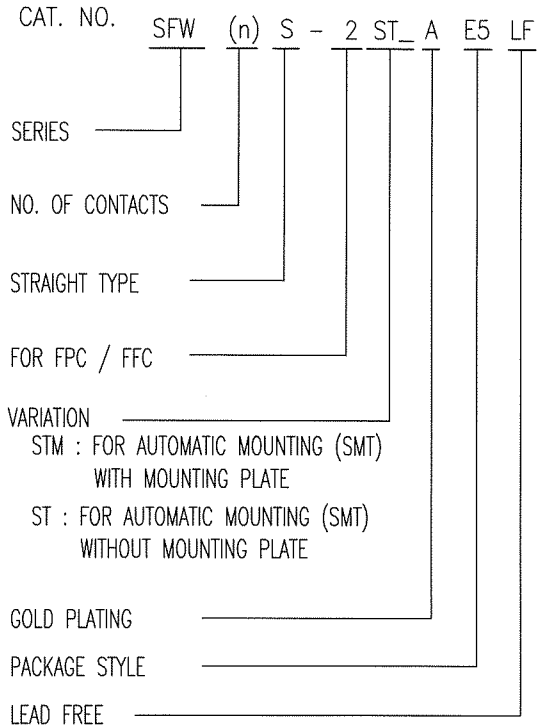 CAT. NO. SFW (n) S - 2 ST_ A E5 LF
SERIES
NO. OF CONTACTS
STRAIGHT TYPE
FOR FPC / FFC
VARIATION
STM : FOR AUTOMATIC MOUNTING (SMT)
WITH MOUNTING PLATE
ST : FOR AUTOMATIC MOUNTING (SMT)
WITHOUT MOUNTING PLATE
GOLD PLATING
PACKAGE STYLE
LEAD FREE